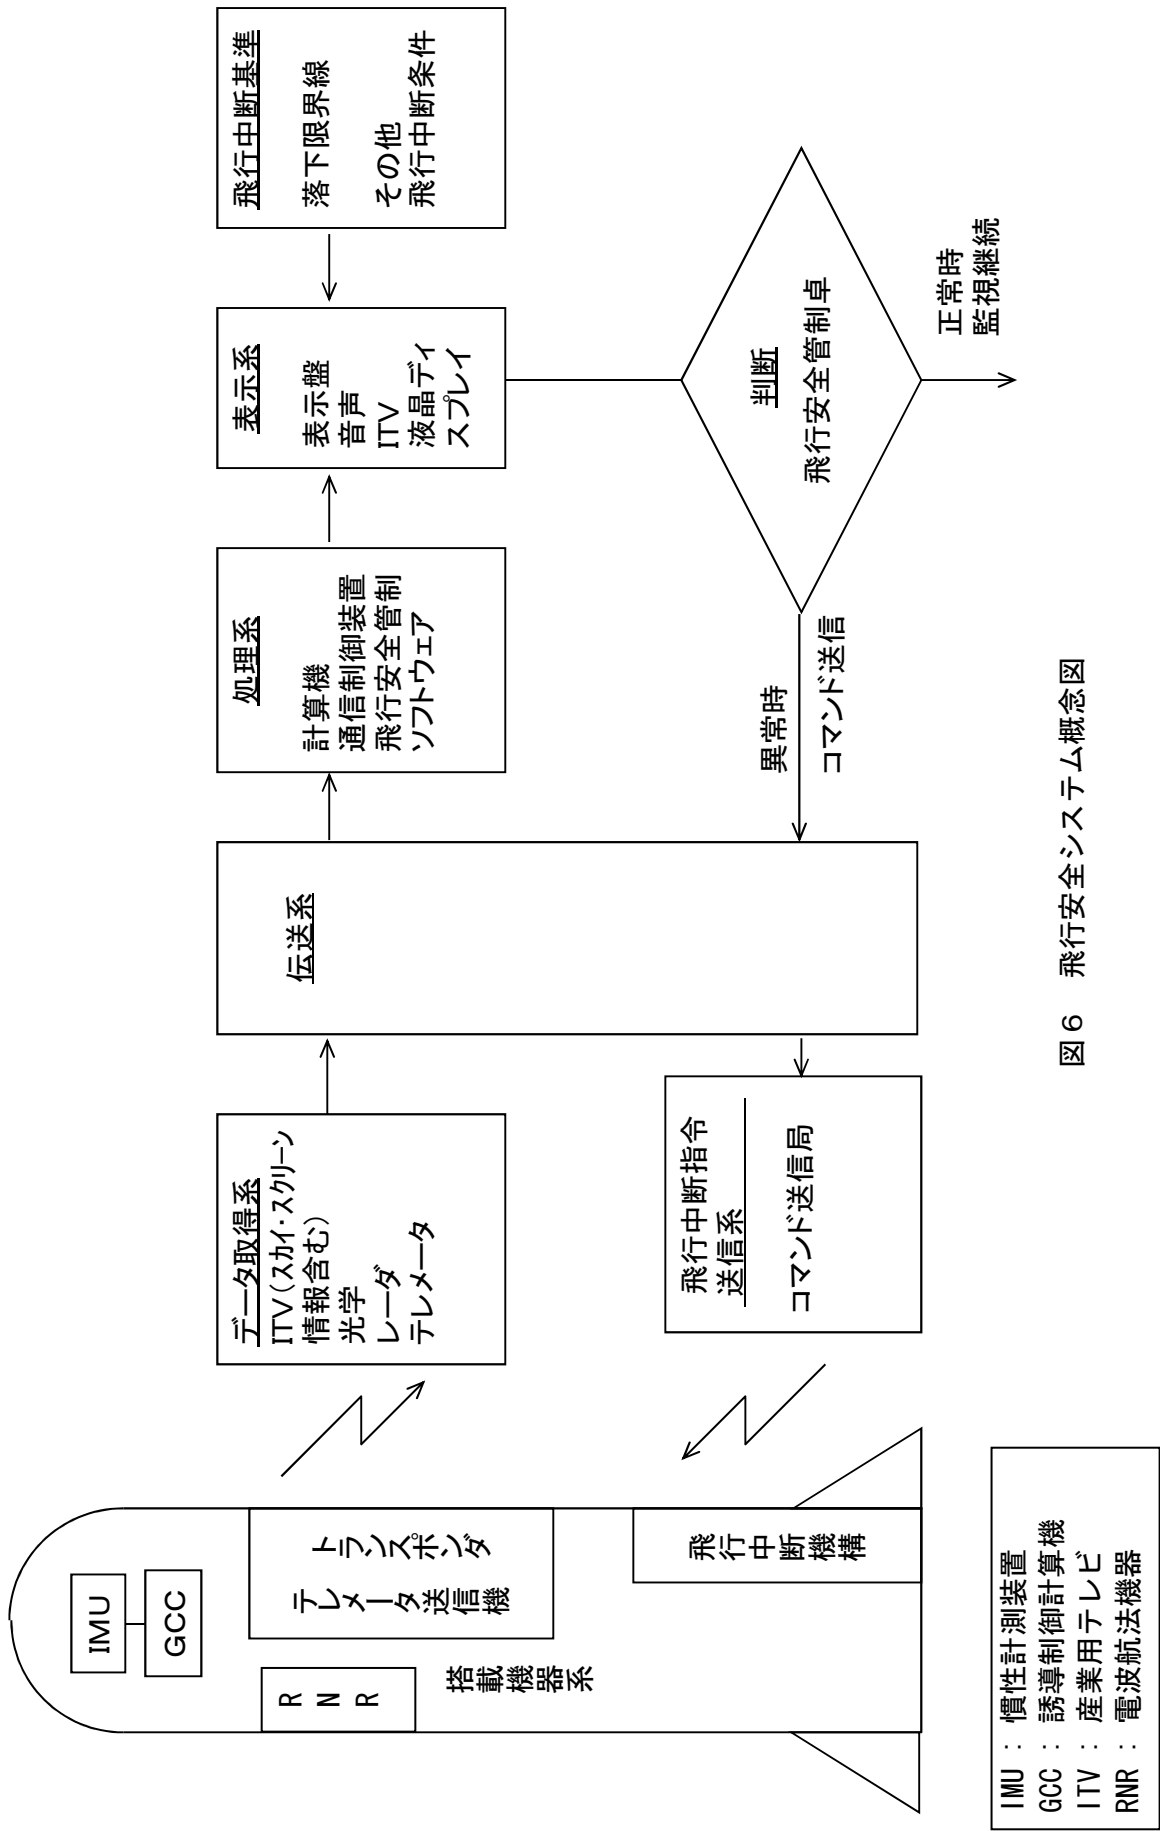 IMU
GCC
RNR
トランスポンダ
テレメータ送信機
搭載機器系
飛行中断機構
データ取得系
ITV(スカイ・スクリーン
情報含む)
光学
レーダ
テレメータ
飛行中断指令
送信系
コマンド送信局
伝送系
処理系
計算機
通信制御装置
飛行安全管制
ソフトウェア
表示系
表示盤
音声
ITV
液晶ディ
スプレイ
飛行中断基準
落下限界線
その他
飛行中断条件
異常時
コマンド送信
判断
飛行安全管制卓
正常時
監視継続
IMU : 慣性計測装置
GCC : 誘導制御計算機
ITV : 産業用テレビ
RNR : 電波航法機器
図6 飛行安全システム概念図